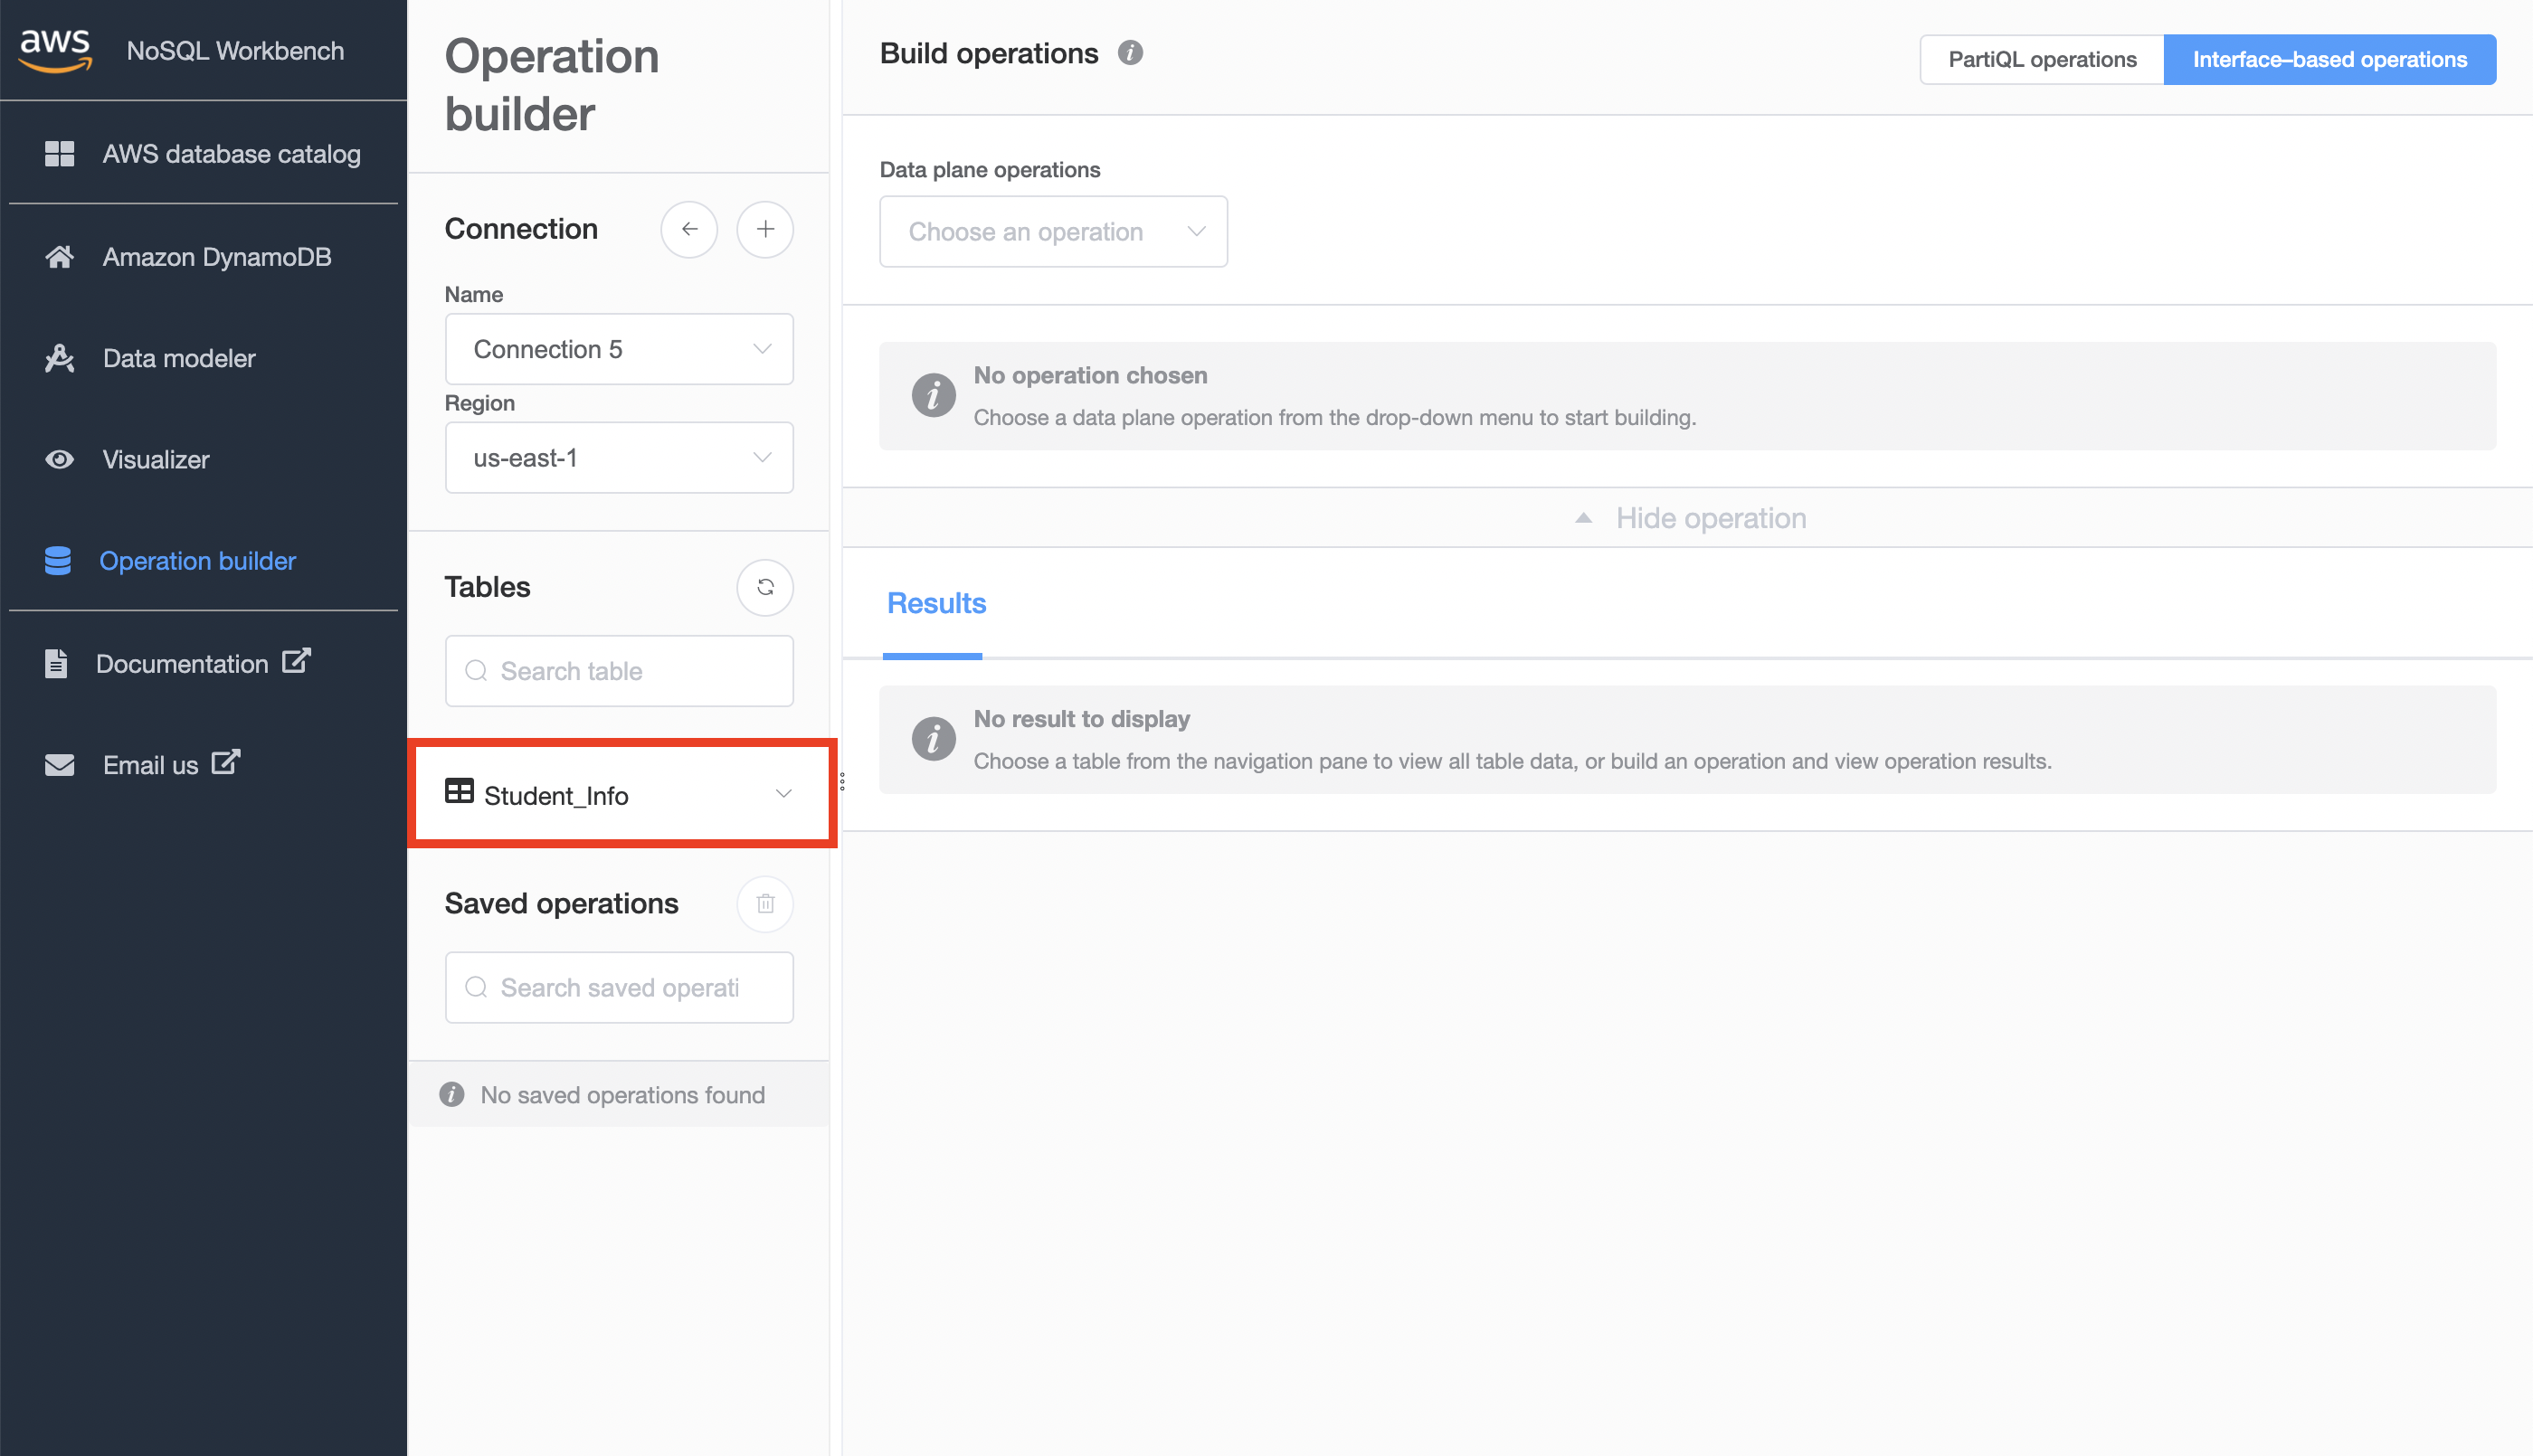 aws NoSQL Workbench
AWS database catalog
Amazon DynamoDB
Data modeler
Visualizer
Operation builder
Documentation
Email us
Operation
builder
Connection
Name
Connection 5
Region
us-east-1
Tables
Search table
Student_Info
Saved operations
Search saved operati
No saved operations found
Build operations
PartiQL operations
Interface–based operations
Data plane operations
Choose an operation
No operation chosen
Choose a data plane operation from the drop-down menu to start building.
Hide operation
Results
No result to display
Choose a table from the navigation pane to view all table data, or build an operation and view operation results.